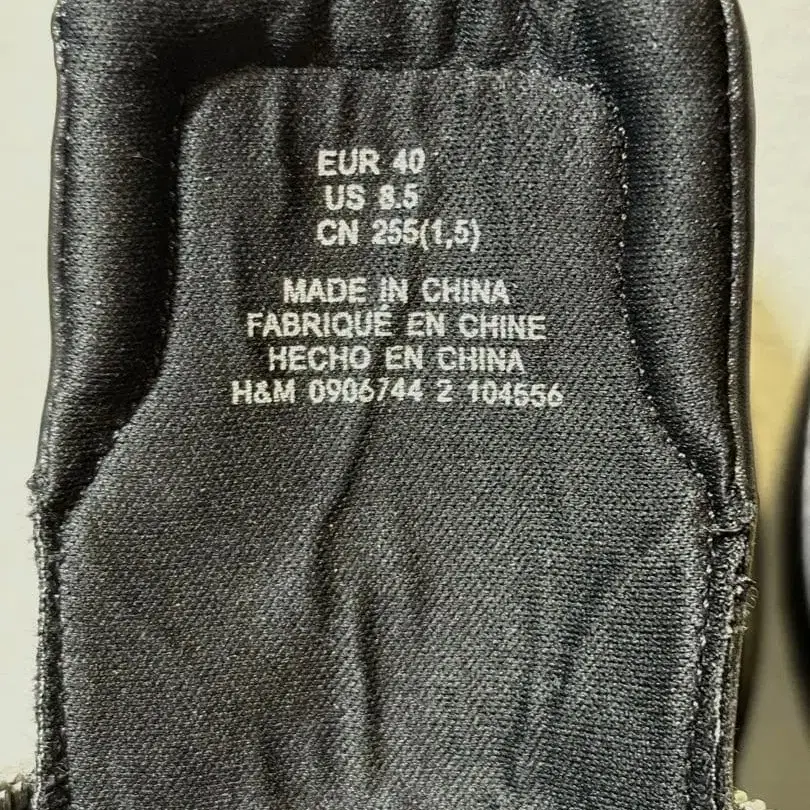 EUR 40
US 8.5
CN 255(1,5)
MADE IN CHINA
FABRIQUÉ EN CHINE
HECHO EN CHINA
H&M 0906744 2 104556